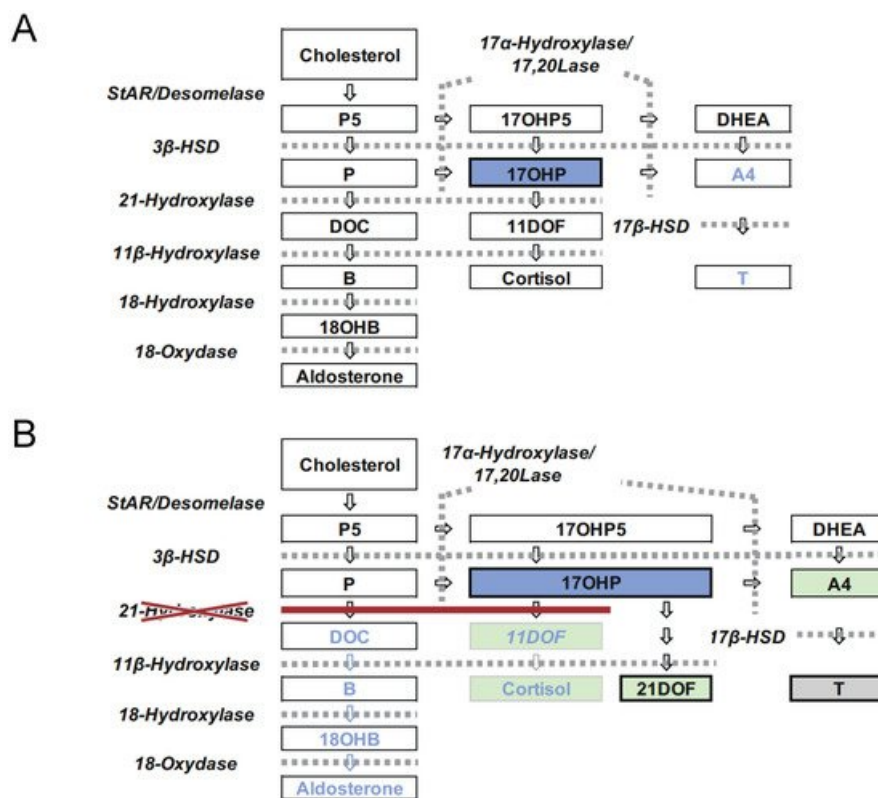 A
Cholesterol
17α-Hydroxylase/
17,20Lase
StAR/Desomelase
P5
17OHP5
DHEA
3β-HSD
P
17OHP
A4
21-Hydroxylase
DOC
11DOF
17β-HSD
11β-Hydroxylase
B
Cortisol
T
18-Hydroxylase
18OHB
18-Oxydase
Aldosterone
B
Cholesterol
17α-Hydroxylase/
17,20Lase
StAR/Desomelase
P5
17OHP5
DHEA
3β-HSD
P
17OHP
A4
21-Hydroxylase
DOC
11DOF
17β-HSD
11β-Hydroxylase
B
Cortisol
21DOF
T
18-Hydroxylase
18OHB
18-Oxydase
Aldosterone